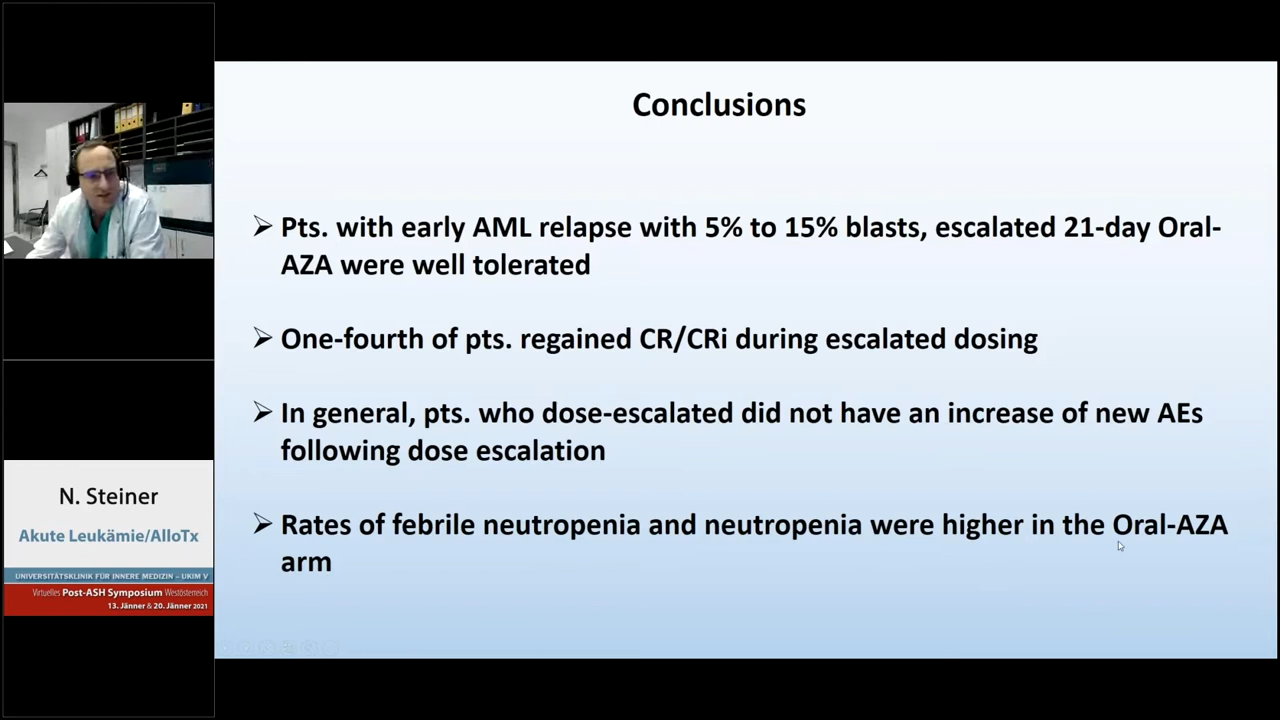 Conclusions
➢ Pts. with early AML relapse with 5% to 15% blasts, escalated 21-day Oral-
AZA were well tolerated
➢ One-fourth of pts. regained CR/CRi during escalated dosing
➢ In general, pts. who dose-escalated did not have an increase of new AEs
following dose escalation
➢ Rates of febrile neutropenia and neutropenia were higher in the Oral-AZA
arm
N. Steiner
Akute Leukämie/AlloTx
UNIVERSITÄTSKLINIK FÜR INNERE MEDIZIN – UKIM V
Virtuelles Post-ASH Symposium Westösterreich
13. Jänner & 20. Jänner 2021